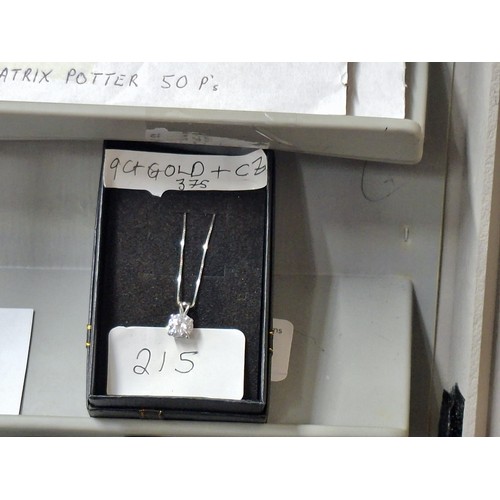 ATRIX POTTER 50 P's
9ct GOLD + CZ
375
215